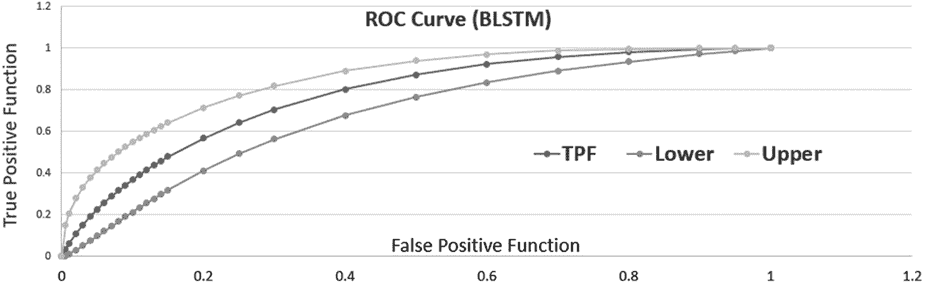 ROC Curve (BLSTM)
True Positive Function
1.2
1
0.8
0.6
0.4
0.2
0
TPF Lower Upper
False Positive Function
0 0.2 0.4 0.6 0.8 1 1.2